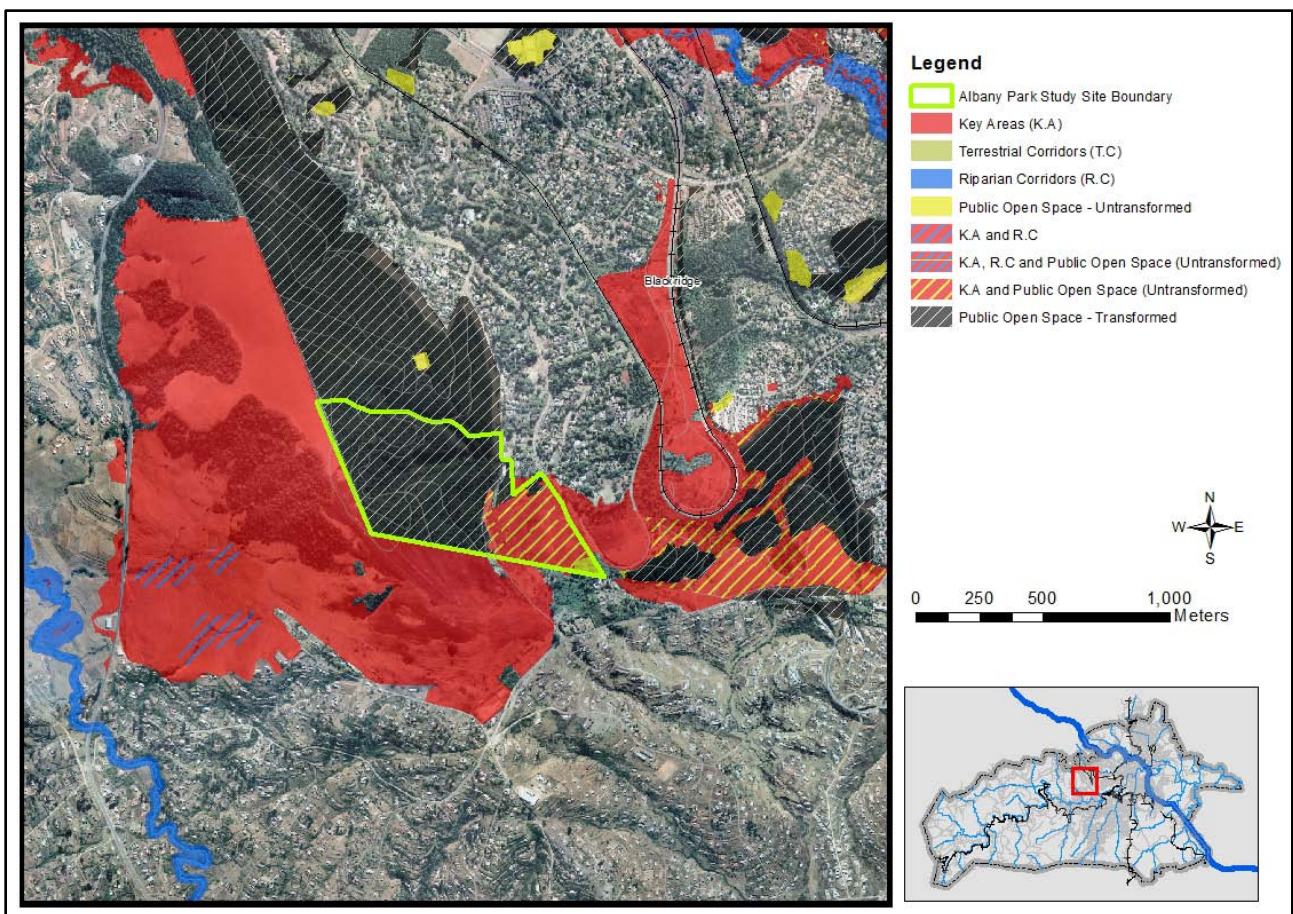 Blackridge
Legend
Albany Park Study Site Boundary
Key Areas (K.A)
Terrestrial Corridors (T.C)
Riparian Corridors (R.C)
Public Open Space - Untransformed
K.A and R.C
K.A, R.C and Public Open Space (Untransformed)
K.A and Public Open Space (Untransformed)
Public Open Space - Transformed
N
W E
S
0 250 500 1,000
Meters